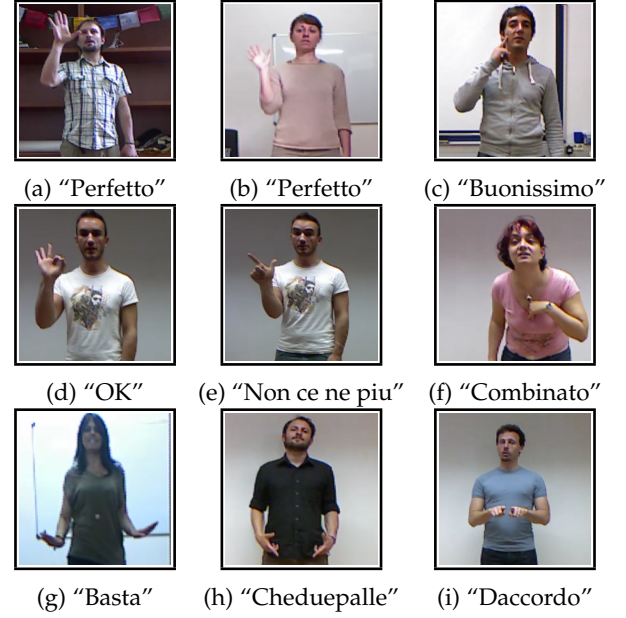 (a) “Perfetto”
(b) “Perfetto”
(c) “Buonissimo”
(d) “OK”
(e) “Non ce ne piu”
(f) “Combinato”
(g) “Basta”
(h) “Cheduepalle”
(i) “Daccordo”